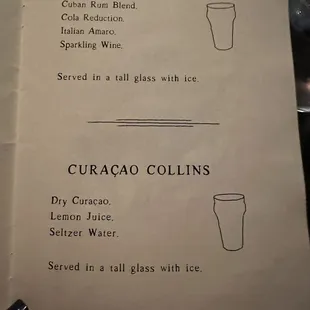 Cuban Rum Blend,
Cola Reduction,
Italian Amaro,
Sparkling Wine,
Served in a tall glass with ice.
CURAÇAO COLLINS
Dry Curaçao,
Lemon Juice,
Seltzer Water,
Served in a tall glass with ice.